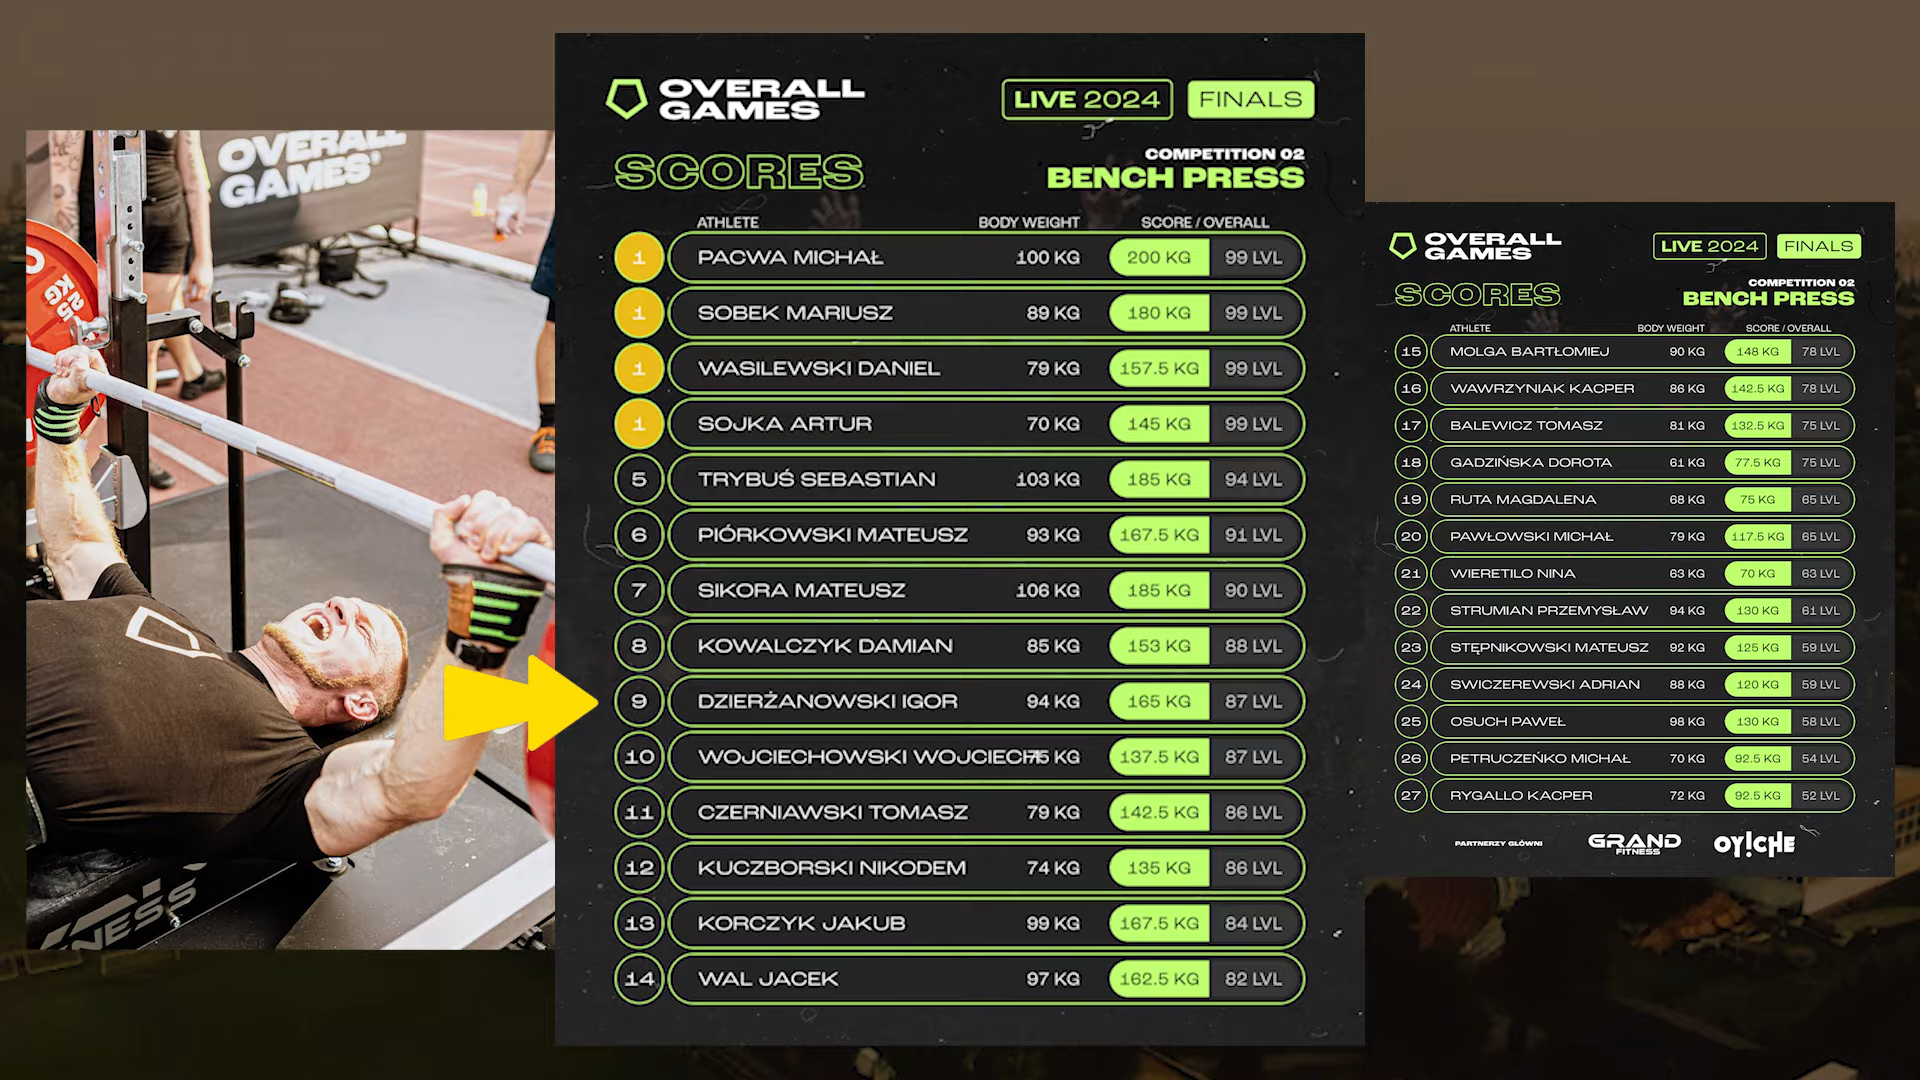 OVERALL
GAMES
25
KG
NESS
OVERALL
GAMES
LIVE 2024 FINALS
SCORES
COMPETITION 02
BENCH PRESS
ATHLETE BODY WEIGHT SCORE / OVERALL
1 PACWA MICHAŁ 100 KG 200 KG 99 LVL
1 SOBEK MARIUSZ 89 KG 180 KG 99 LVL
1 WASILEWSKI DANIEL 79 KG 157.5 KG 99 LVL
1 SOJKA ARTUR 70 KG 145 KG 99 LVL
5 TRYBUŚ SEBASTIAN 103 KG 185 KG 94 LVL
6 PIÓRKOWSKI MATEUSZ 93 KG 167.5 KG 91 LVL
7 SIKORA MATEUSZ 106 KG 185 KG 90 LVL
8 KOWALCZYK DAMIAN 85 KG 153 KG 88 LVL
9 DZIERŻANOWSKI IGOR 94 KG 165 KG 87 LVL
10 WOJCIECHOWSKI WOJCIECH 75 KG 137.5 KG 87 LVL
11 CZERNIAWSKI TOMASZ 79 KG 142.5 KG 86 LVL
12 KUCZBORSKI NIKODEM 74 KG 135 KG 86 LVL
13 KORCZYK JAKUB 99 KG 167.5 KG 84 LVL
14 WAL JACEK 97 KG 162.5 KG 82 LVL
OVERALL
GAMES
LIVE 2024 FINALS
SCORES
COMPETITION 02
BENCH PRESS
ATHLETE BODY WEIGHT SCORE / OVERALL
15 MOLGA BARTŁOMIEJ 90 KG 148 KG 78 LVL
16 WAWRZYNIAK KACPER 86 KG 142.5 KG 78 LVL
17 BALEWICZ TOMASZ 81 KG 132.5 KG 75 LVL
18 GADZIŃSKA DOROTA 61 KG 77.5 KG 75 LVL
19 RUTA MAGDALENA 68 KG 75 KG 65 LVL
20 PAWŁOWSKI MICHAŁ 79 KG 117.5 KG 65 LVL
21 WIERETILO NINA 63 KG 70 KG 63 LVL
22 STRUMIAN PRZEMYSŁAW 94 KG 130 KG 61 LVL
23 STĘPNIKOWSKI MATEUSZ 92 KG 125 KG 59 LVL
24 SWICZEREWSKI ADRIAN 88 KG 120 KG 59 LVL
25 OSUCH PAWEŁ 98 KG 130 KG 58 LVL
26 PETRUCZEŃKO MICHAŁ 70 KG 92.5 KG 54 LVL
27 RYGALLO KACPER 72 KG 92.5 KG 52 LVL
PARTNERZY GŁÓWNI GRAND
FITNESS
OY!CHE